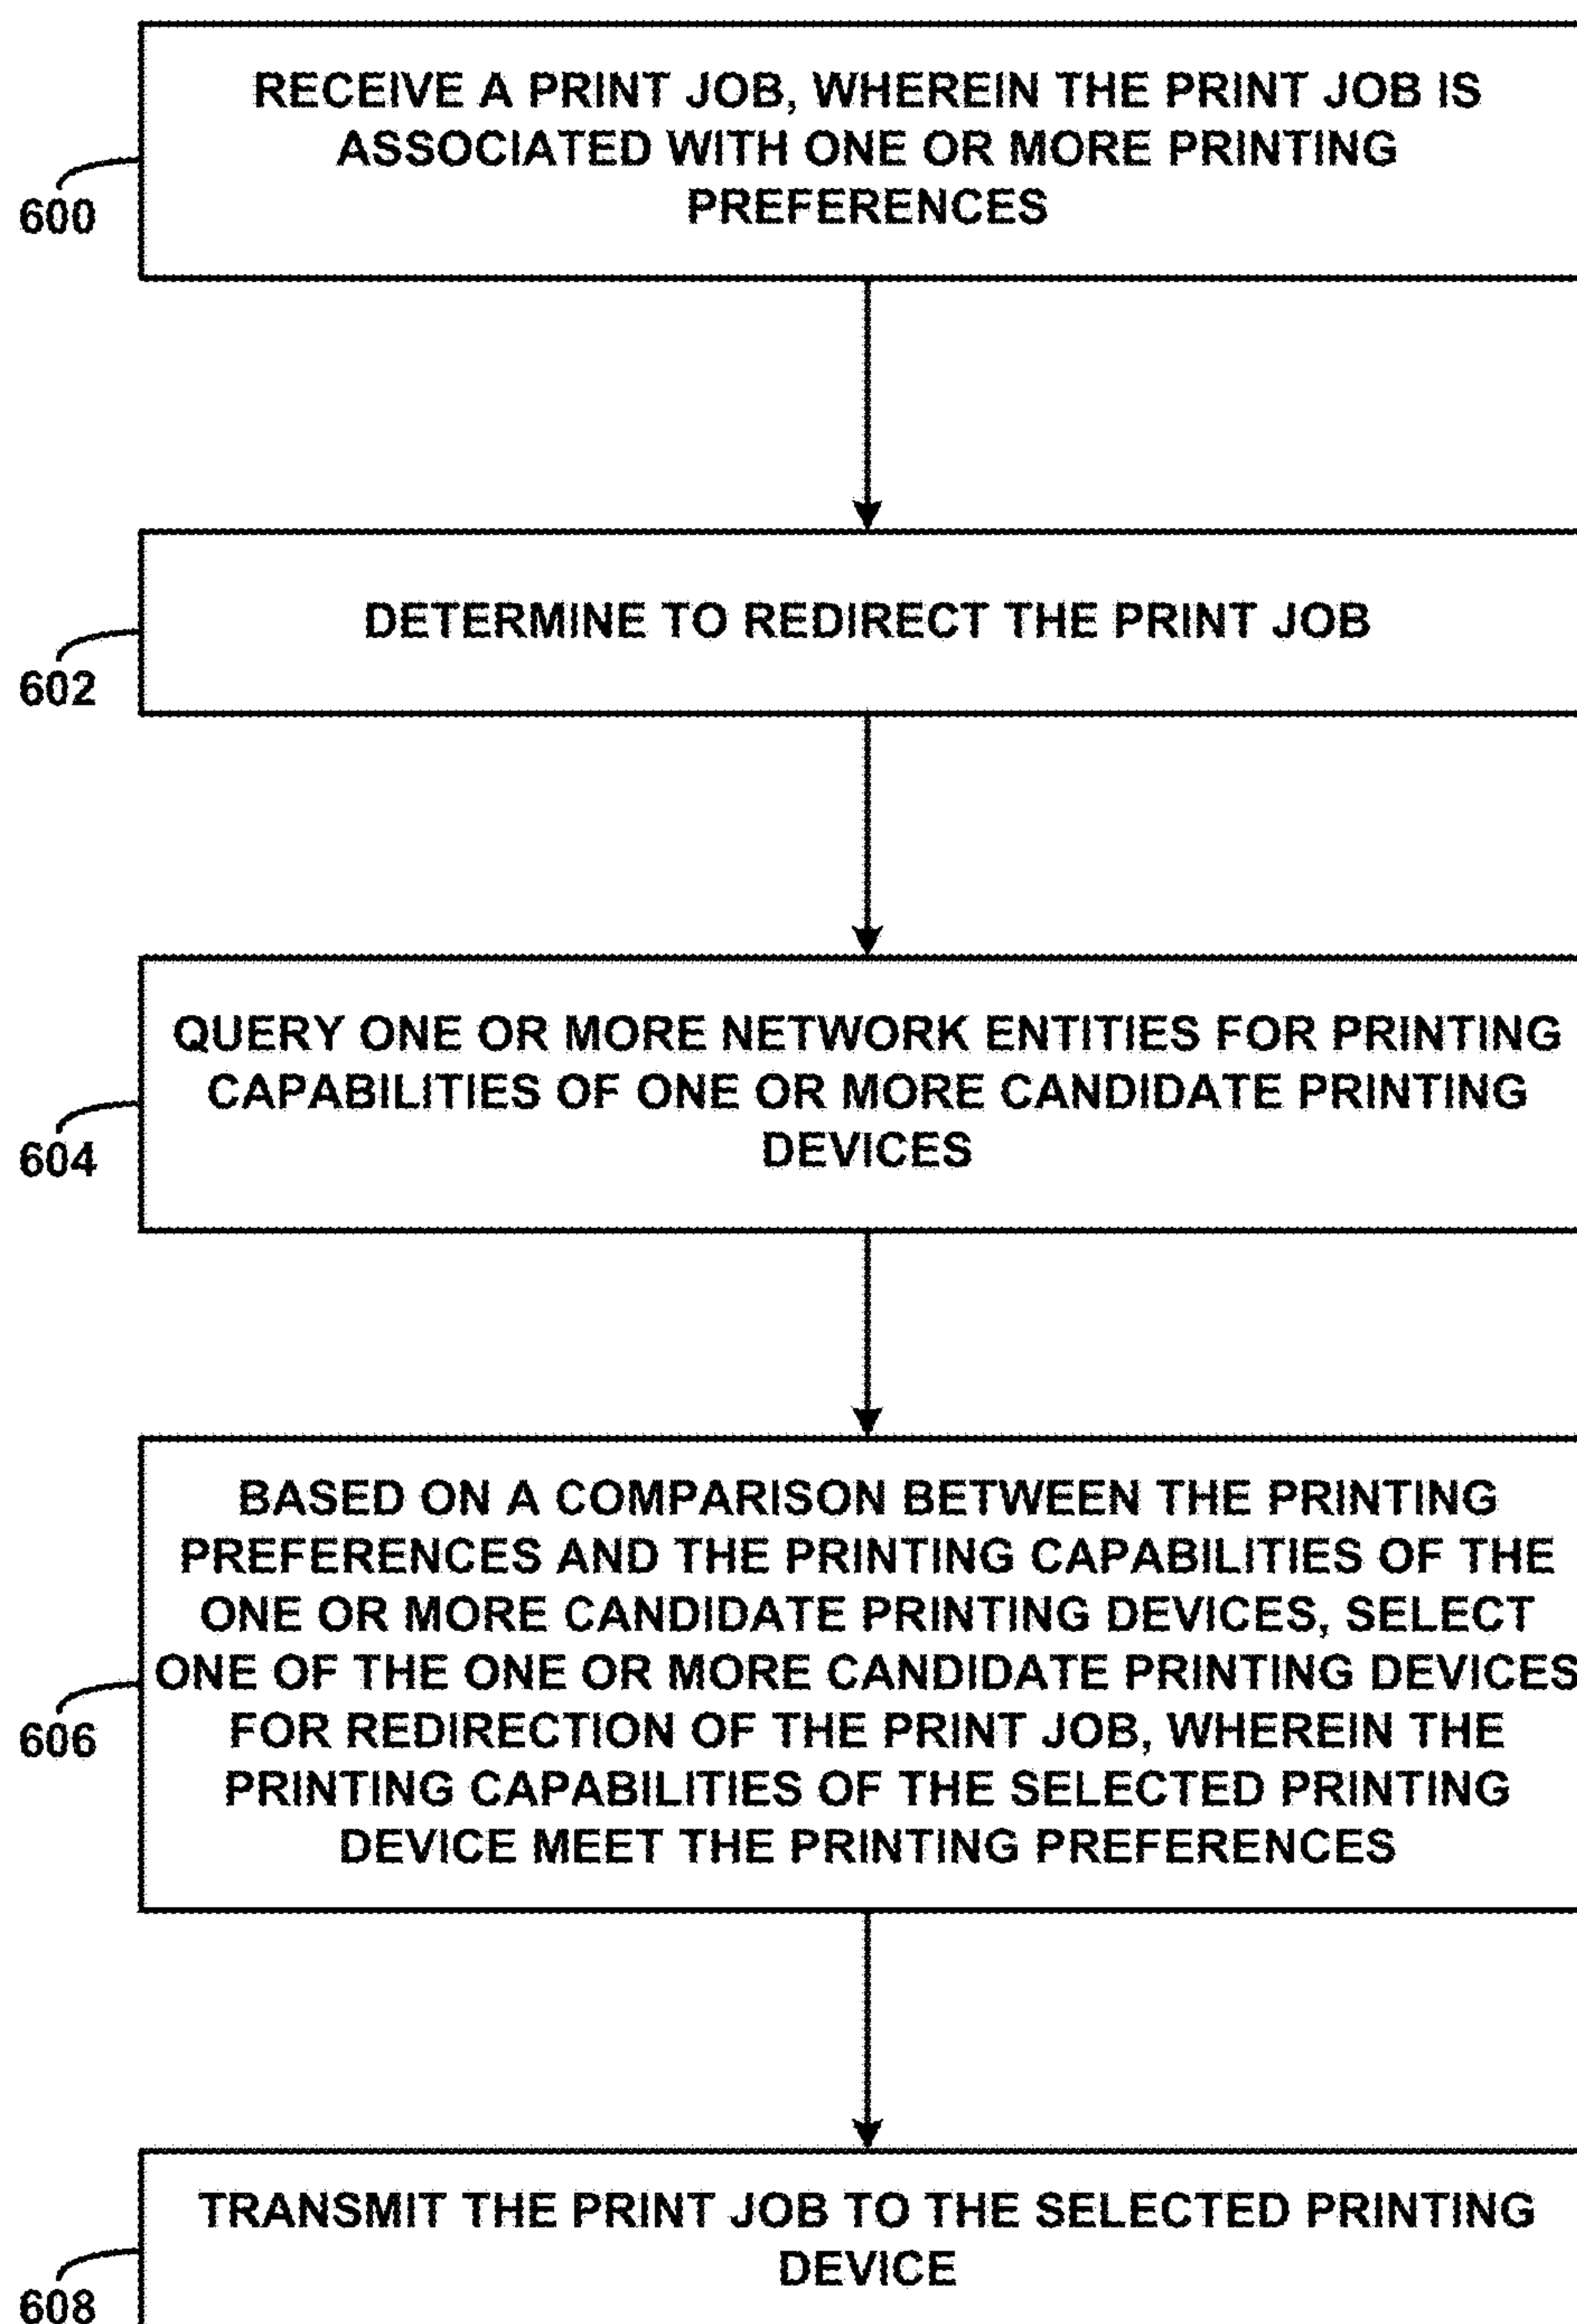 RECEIVE A PRINT JOB, WHEREIN THE PRINT JOB IS
ASSOCIATED WITH ONE OR MORE PRINTING
PREFERENCES
600
DETERMINE TO REDIRECT THE PRINT JOB
602
QUERY ONE OR MORE NETWORK ENTITIES FOR PRINTING
CAPABILITIES OF ONE OR MORE CANDIDATE PRINTING
DEVICES
604
BASED ON A COMPARISON BETWEEN THE PRINTING
PREFERENCES AND THE PRINTING CAPABILITIES OF THE
ONE OR MORE CANDIDATE PRINTING DEVICES, SELECT
ONE OF THE ONE OR MORE CANDIDATE PRINTING DEVICES
FOR REDIRECTION OF THE PRINT JOB, WHEREIN THE
606
PRINTING CAPABILITIES OF THE SELECTED PRINTING
DEVICE MEET THE PRINTING PREFERENCES
TRANSMIT THE PRINT JOB TO THE SELECTED PRINTING
DEVICE
608